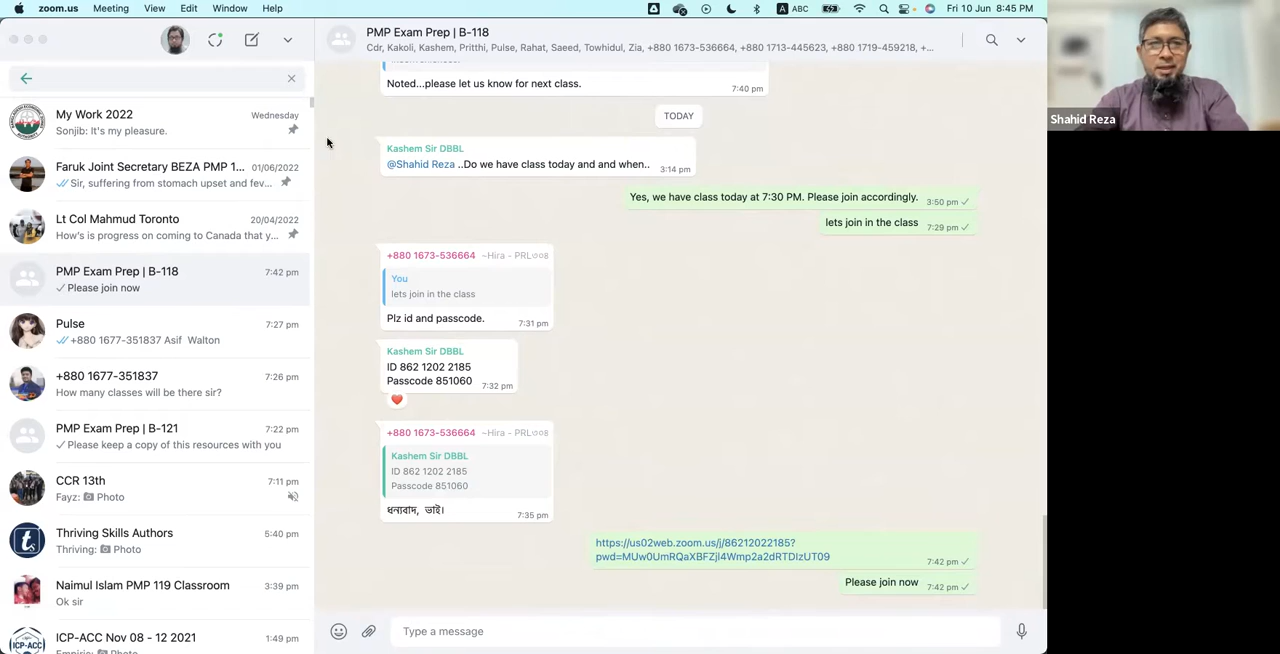 zoom.us Meeting View Edit Window Help
A ABC Fri 10 Jun 8:45 PM
PMP Exam Prep | B-118
Cdr, Kakoli, Kashem, Pritthi, Pulse, Rahat, Saeed, Towhidul, Zia, +880 1673-536664, +880 1713-445623, +880 1719-459218, +...
My Work 2022 Wednesday
Sonjib: It's my pleasure.
Faruk Joint Secretary BEZA PMP 1... 01/06/2022
Sir, suffering from stomach upset and fev...
Lt Col Mahmud Toronto 20/04/2022
How's is progress on coming to Canada that y...
PMP Exam Prep | B-118 7:42 pm
Please join now
Pulse 7:27 pm
+880 1677-351837 Asif Walton
+880 1677-351837 7:26 pm
How many classes will be there sir?
PMP Exam Prep | B-121 7:22 pm
Please keep a copy of this resources with you
CCR 13th 7:11 pm
Fayz: Photo
Thriving Skills Authors 5:40 pm
Thriving: Photo
Naimul Islam PMP 119 Classroom 3:39 pm
Ok sir
ICP-ACC Nov 08 - 12 2021 1:49 pm
ICP-ACC
Noted...please let us know for next class.
7:40 pm
TODAY
Kashem Sir DBBL
@Shahid Reza ..Do we have class today and and when..
3:14 pm
Yes, we have class today at 7:30 PM. Please join accordingly. 3:50 pm
lets join in the class 7:29 pm
+880 1673-536664 ~Hira - PRL৩০৪
You
lets join in the class
Plz id and passcode.
7:31 pm
Kashem Sir DBBL
ID 862 1202 2185
Passcode 851060 7:32 pm
+880 1673-536664 ~Hira - PRL৩০৪
Kashem Sir DBBL
ID 862 1202 2185
Passcode 851060
ধন্যবাদ, ভাই।
7:35 pm
https://us02web.zoom.us/j/86212022185?
pwd=MUw0UmRQaXBFZjl4Wmp2a2dRTDIzUT09 7:42 pm
Please join now 7:42 pm
Type a message
Shahid Reza